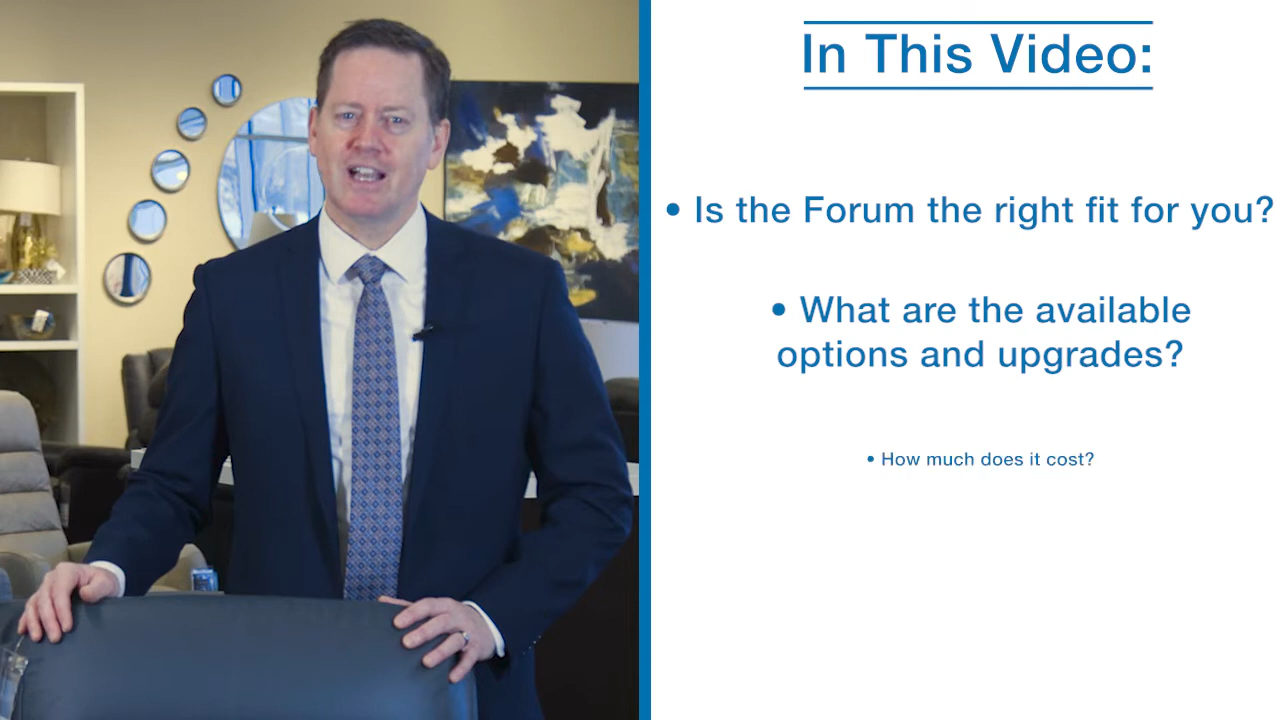 In This Video:
• Is the Forum the right fit for you?
• What are the available
options and upgrades?
• How much does it cost?